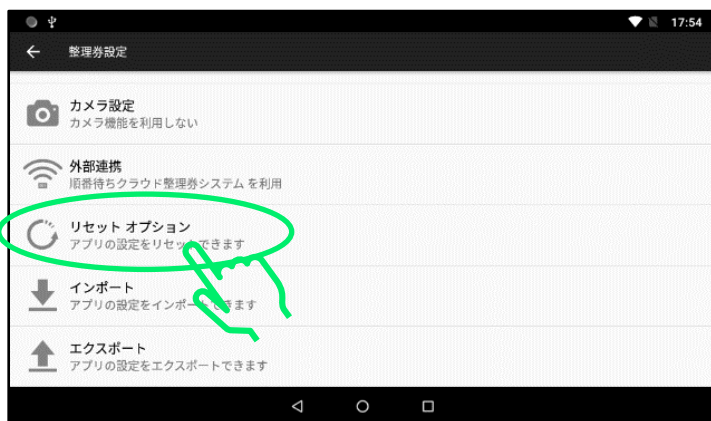 17:54
整理券設定
カメラ設定
カメラ機能を利用しない
外部連携
順番待ちクラウド整理券システム を利用
リセット オプション
アプリの設定をリセットできます
インポート
アプリの設定をインポートできます
エクスポート
アプリの設定をエクスポートできます